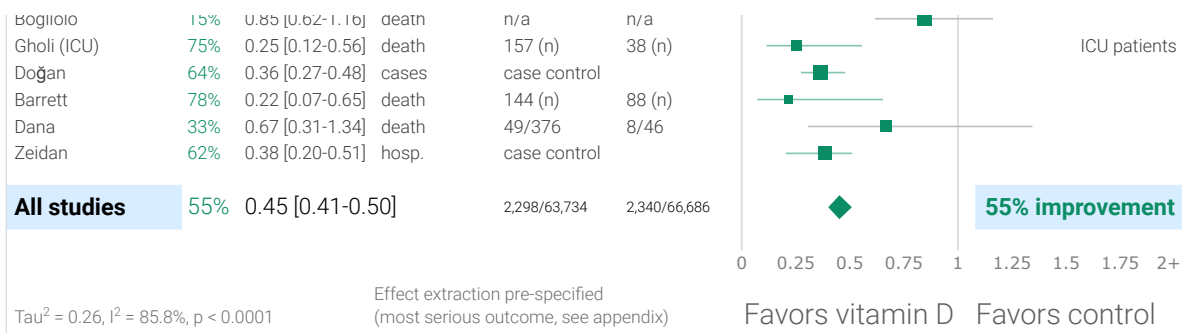 Bogliolo 15% 0.85 [0.62-1.16] death n/a n/a
Gholi (ICU) 75% 0.25 [0.12-0.56] death 157 (n) 38 (n) ICU patients
Doğan 64% 0.36 [0.27-0.48] cases case control
Barrett 78% 0.22 [0.07-0.65] death 144 (n) 88 (n)
Dana 33% 0.67 [0.31-1.34] death 49/376 8/46
Zeidan 62% 0.38 [0.20-0.51] hosp. case control
All studies 55% 0.45 [0.41-0.50] 2,298/63,734 2,340/66,686 55% improvement
0 0.25 0.5 0.75 1 1.25 1.5 1.75 2+
Tau² = 0.26, I² = 85.8%, p < 0.0001
Effect extraction pre-specified
(most serious outcome, see appendix)
Favors vitamin D Favors control